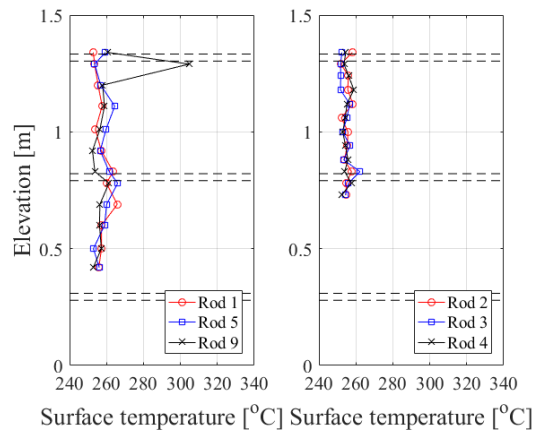 Elevation [m]
1.5
1
0.5
0
240 260 280 300 320 340
Surface temperature [°C]
Rod 1
Rod 5
Rod 9
1.5
1
0.5
0
240 260 280 300 320 340
Surface temperature [°C]
Rod 2
Rod 3
Rod 4